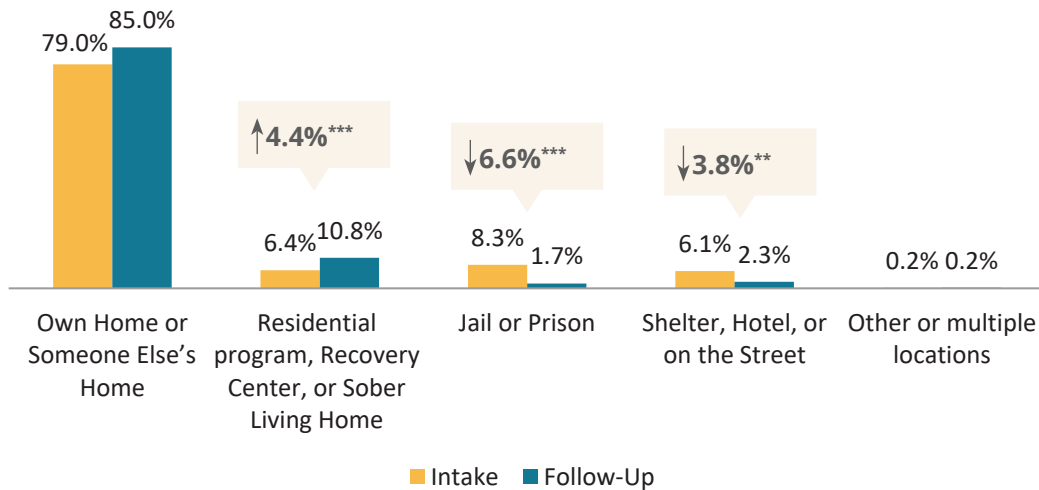 79.0%
85.0%
↑4.4%***
↓6.6%***
↓3.8%**
6.4%
10.8%
8.3%
1.7%
6.1%
2.3%
0.2% 0.2%
Own Home or
Someone Else’s
Home
Residential
program, Recovery
Center, or Sober
Living Home
Jail or Prison
Shelter, Hotel, or
on the Street
Other or multiple
locations
Intake
Follow-Up